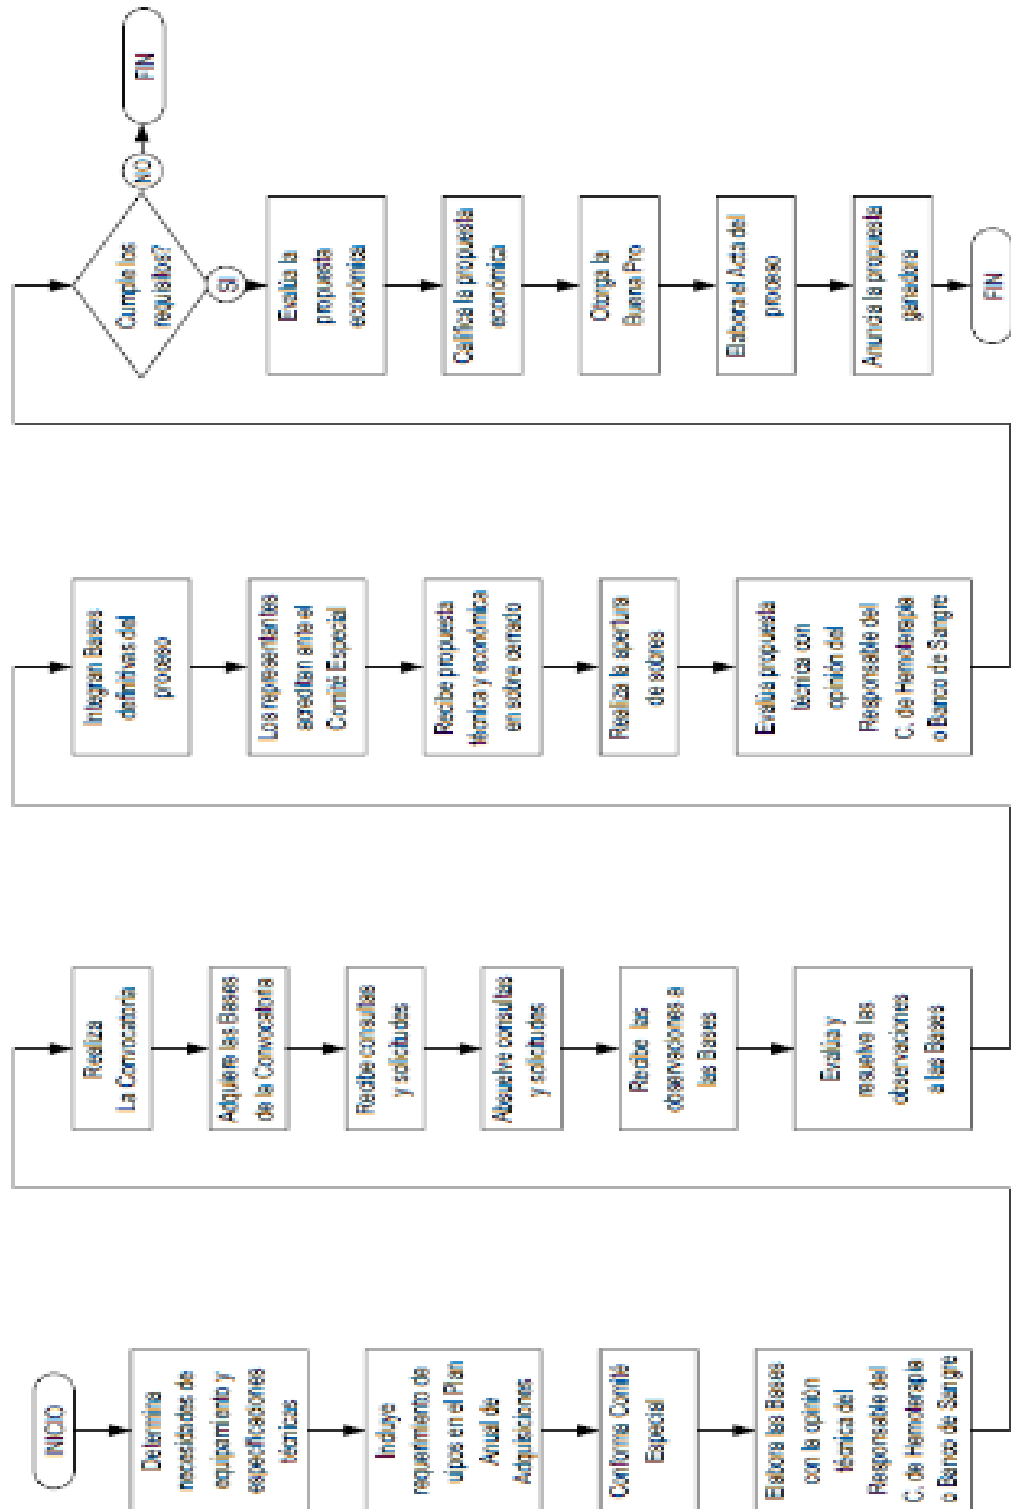 INICIO
Determina
necesidades de
equipamiento y
especificaciones
técnicas
Incluye
requerimiento de
uipos en el Plan
Anual de
Adquisiciones
Conforma Comité
Especial
Elabora las Bases
con la opinión
técnica del
Responsable del
C. de Hemoterapia
o Banco de Sangre
Realiza
La Convocatoria
Adquiere las Bases
de la Convocatoria
Recibe consultas
y solicitudes
Absuelve consultas
y solicitudes
Recibe las
observaciones a
las Bases
Evalúa y
resuelve las
observaciones
a las Bases
Integran Bases
definitivas del
proceso
Los representantes
acreditan ante el
Comité Especial
Recibe propuesta
técnica y económica
en sobre cerrado
Realiza la apertura
de sobres
Evalúa propuesta
técnica con
opinión del
Responsable del
C. de Hemoterapia
o Banco de Sangre
Cumple los
requisitos?
NO
FIN
SI
Evalúa la
propuesta
económica
Califica la propuesta
económica
Otorga la
Buena Pro
Elabora el Acta del
proceso
Anuncia la propuesta
ganadora
FIN